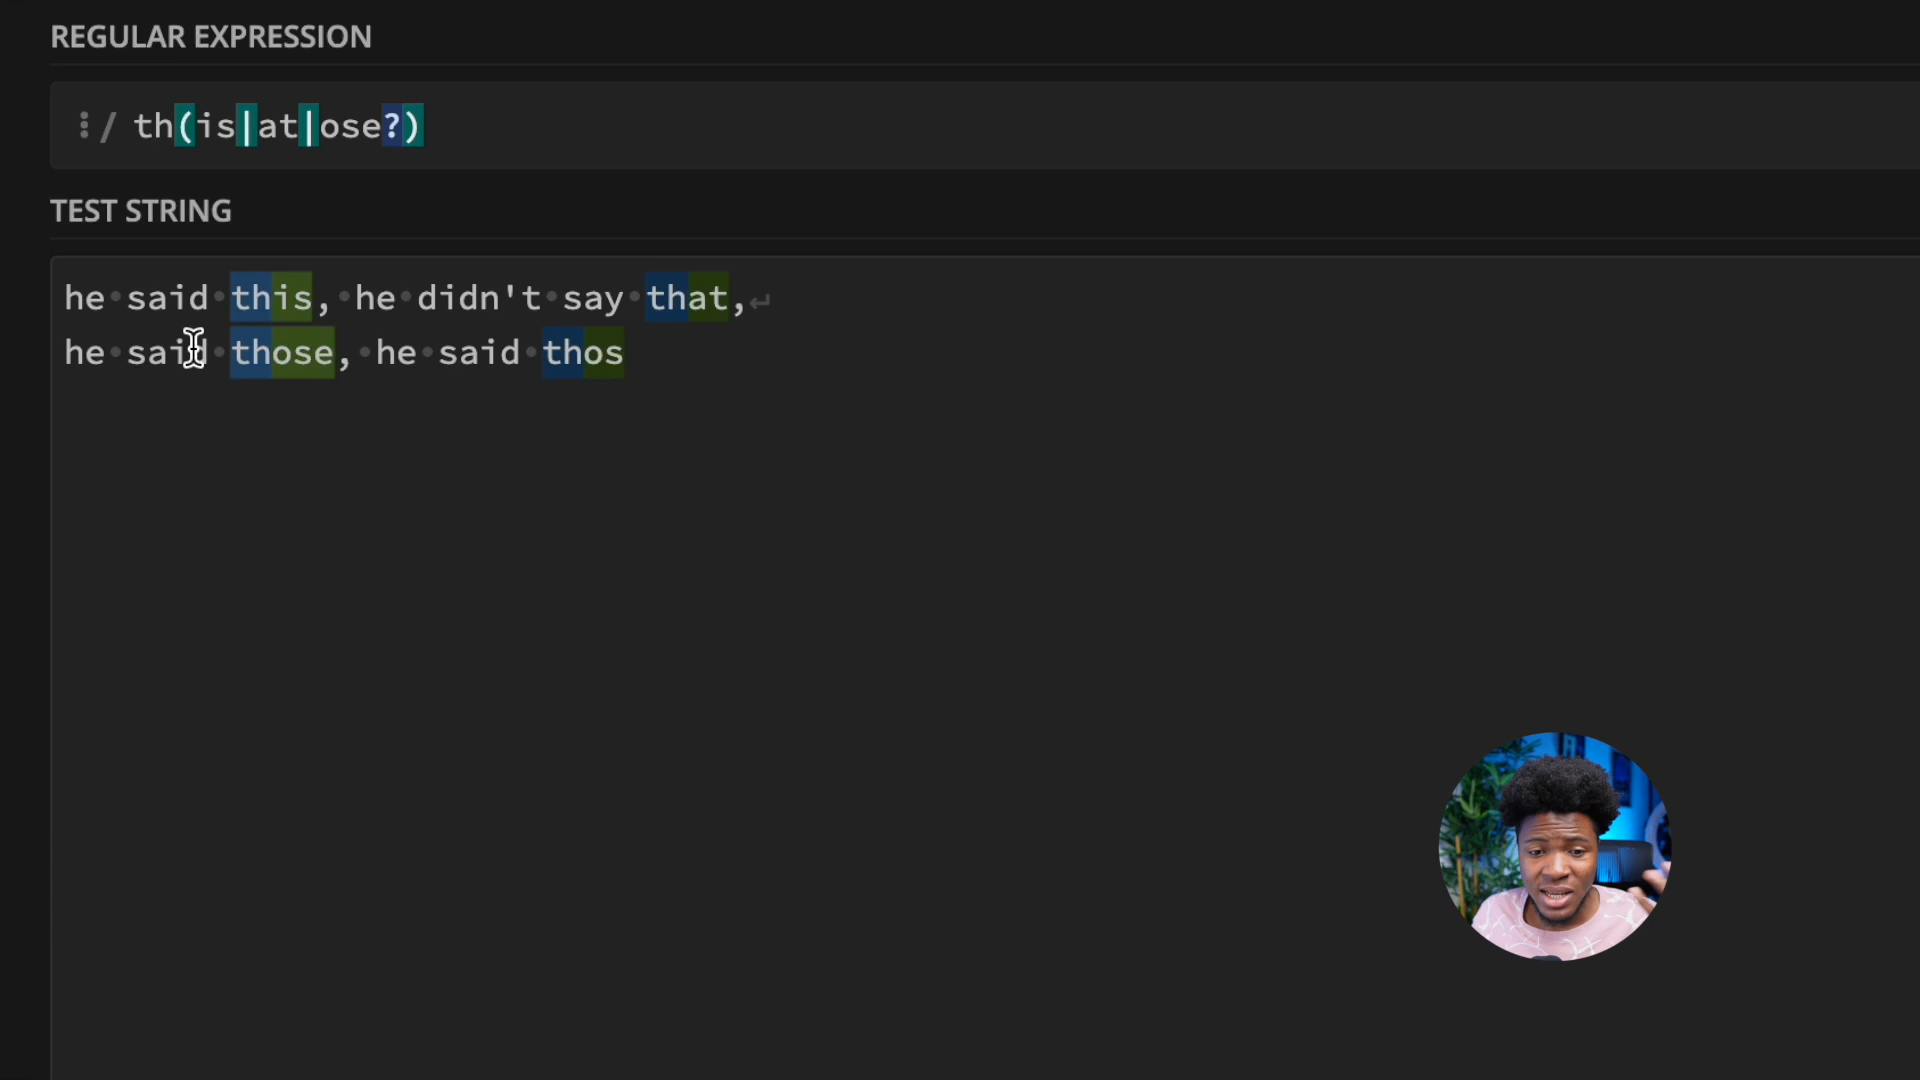 REGULAR EXPRESSION
/ th(is|at|ose?)
TEST STRING
he said this, he didn't say that,
he said those, he said thos